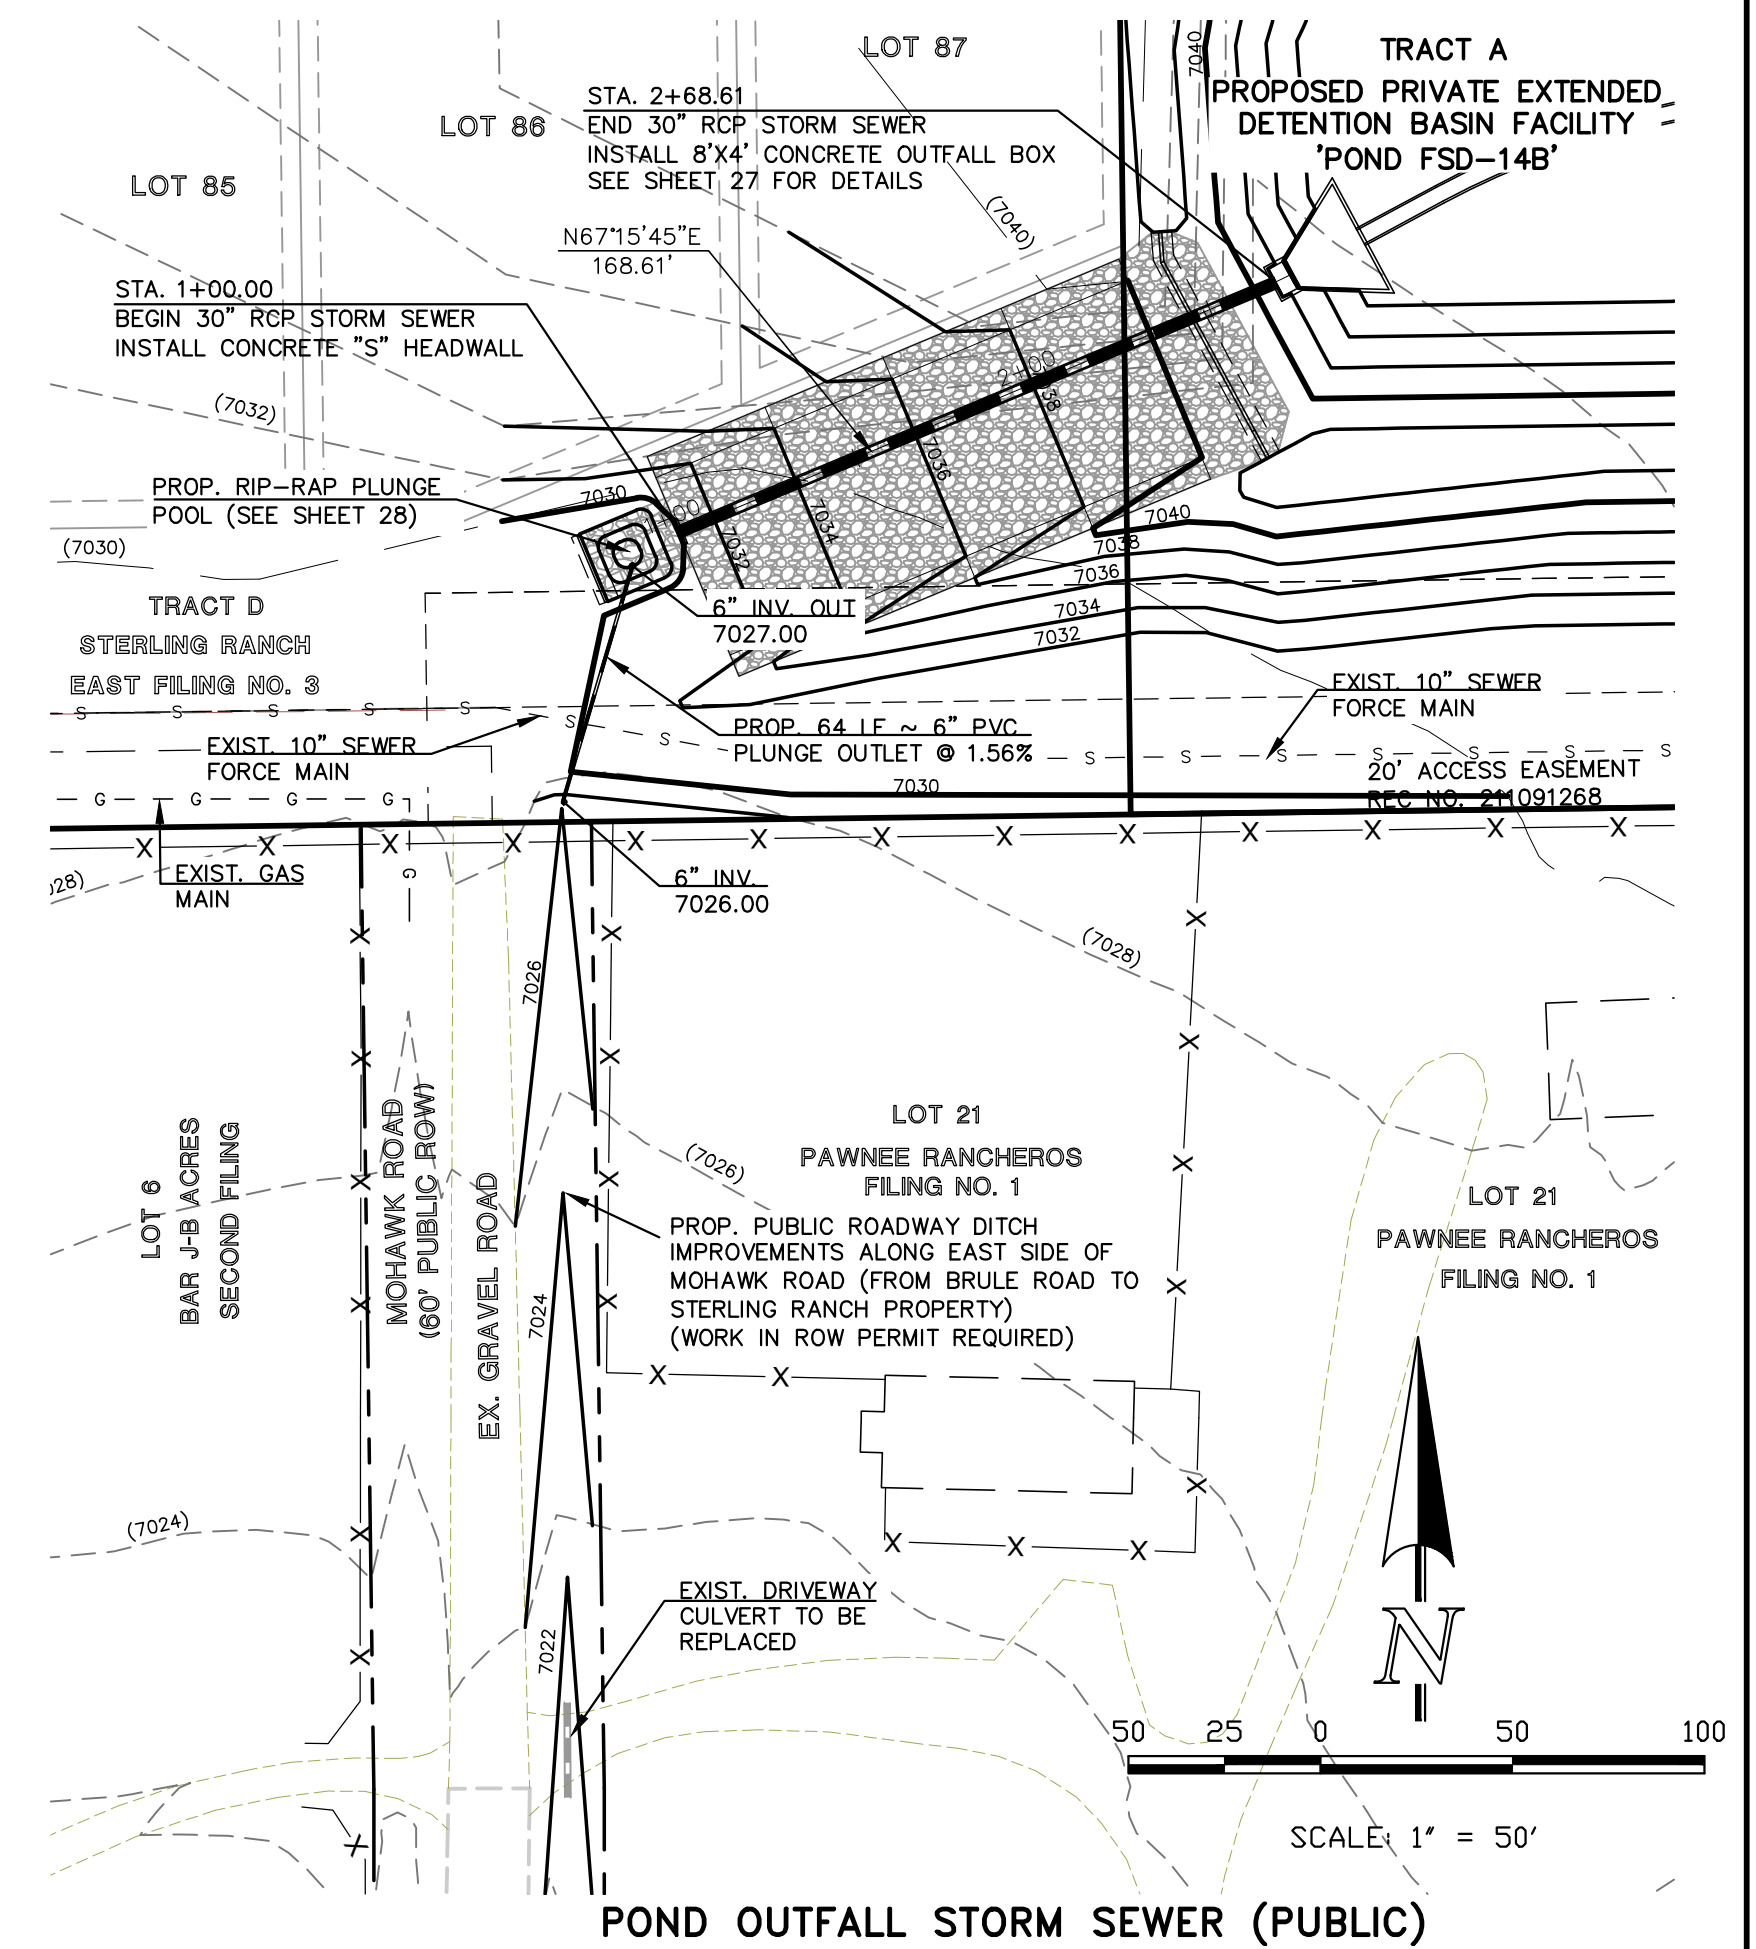 LOT 87
TRACT A
PROPOSED PRIVATE EXTENDED
DETENTION BASIN FACILITY
'POND FSD-14B'
7040
STA. 2+68.61
END 30" RCP STORM SEWER
INSTALL 8'X4' CONCRETE OUTFALL BOX
SEE SHEET 27 FOR DETAILS
LOT 86
LOT 85
(7040)
N67°15'45"E
168.61'
STA. 1+00.00
BEGIN 30" RCP STORM SEWER
INSTALL CONCRETE "S" HEADWALL
(7032)
2+00
7038
7036
7034
7032
1+00
7030
PROP. RIP-RAP PLUNGE
POOL (SEE SHEET 28)
(7030)
7040
7038
7036
7034
7032
6" INV. OUT
7027.00
TRACT D
STERLING RANCH
EAST FILING NO. 3
S S S S S S S
EXIST. 10" SEWER
FORCE MAIN
PROP. 64 LF ~ 6" PVC
PLUNGE OUTLET @ 1.56%
EXIST. 10" SEWER
FORCE MAIN
S S S S S S S
20' ACCESS EASEMENT
REC NO. 211091268
7030
G G G G
G
X X X X X X X X X X X X X
EXIST. GAS
MAIN
6" INV.
7026.00
(7028)
7026
(7026)
LOT 21
PAWNEE RANCHEROS
FILING NO. 1
LOT 21
PAWNEE RANCHEROS
FILING NO. 1
LOT 6
BAR J-B ACRES
SECOND FILING
MOHAWK ROAD
(60' PUBLIC ROW)
EX. GRAVEL ROAD
7024
PROP. PUBLIC ROADWAY DITCH
IMPROVEMENTS ALONG EAST SIDE OF
MOHAWK ROAD (FROM BRULE ROAD TO
STERLING RANCH PROPERTY)
(WORK IN ROW PERMIT REQUIRED)
(7024)
7022
EXIST. DRIVEWAY
CULVERT TO BE
REPLACED
N
50 25 0 50 100
SCALE: 1" = 50'
POND OUTFALL STORM SEWER (PUBLIC)